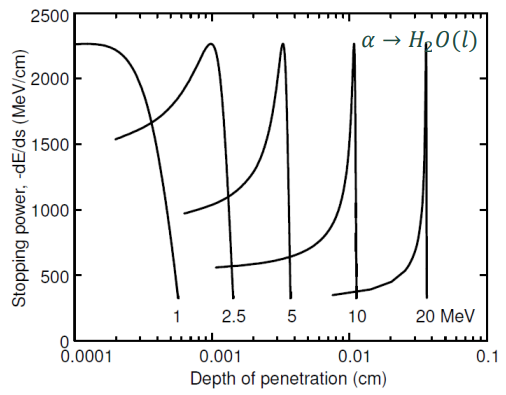 2500
α → H₂O(l)
2000
1500
1000
500
0
Stopping power, -dE/ds (MeV/cm)
1 2.5 5 10 20 MeV
0.0001 0.001 0.01 0.1
Depth of penetration (cm)